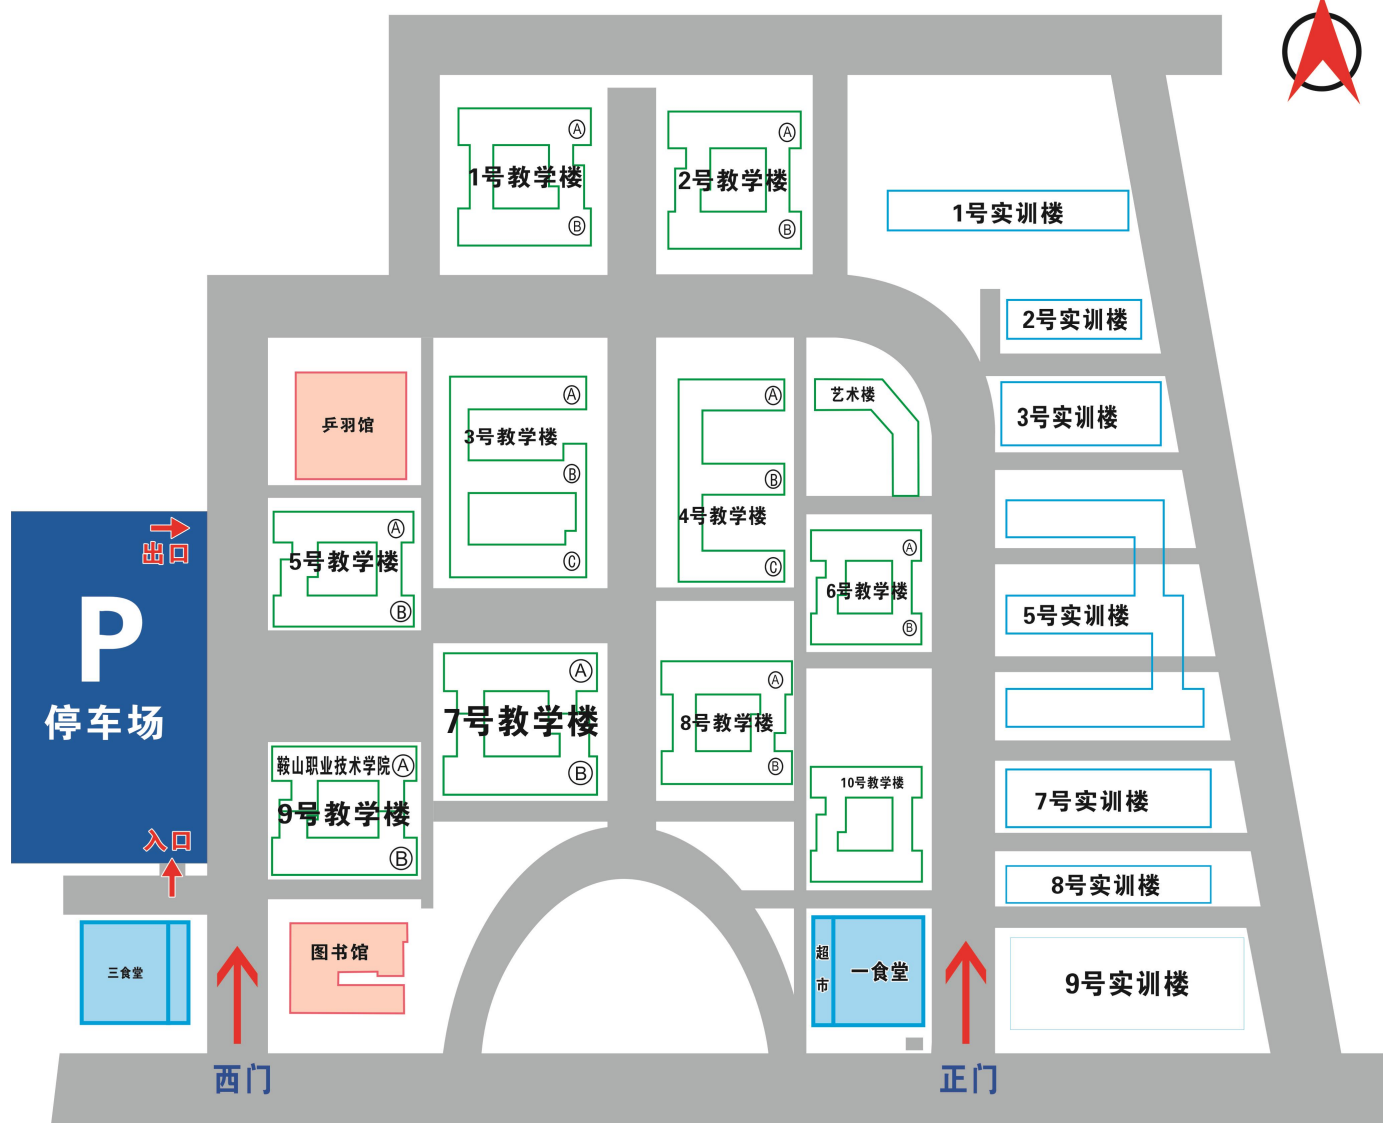 Ⓐ
1号教学楼
Ⓑ
Ⓐ
2号教学楼
Ⓑ
1号实训楼
2号实训楼
乒羽馆
Ⓐ
3号教学楼
Ⓑ
Ⓒ
Ⓐ
Ⓑ
4号教学楼
Ⓒ
艺术楼
3号实训楼
出口
P
停车场
入口
Ⓐ
5号教学楼
Ⓑ
Ⓐ
6号教学楼
Ⓑ
5号实训楼
Ⓐ
7号教学楼
Ⓑ
Ⓐ
8号教学楼
Ⓑ
鞍山职业技术学院Ⓐ
9号教学楼
Ⓑ
10号教学楼
7号实训楼
8号实训楼
三食堂
图书馆
超市
一食堂
9号实训楼
西门
正门